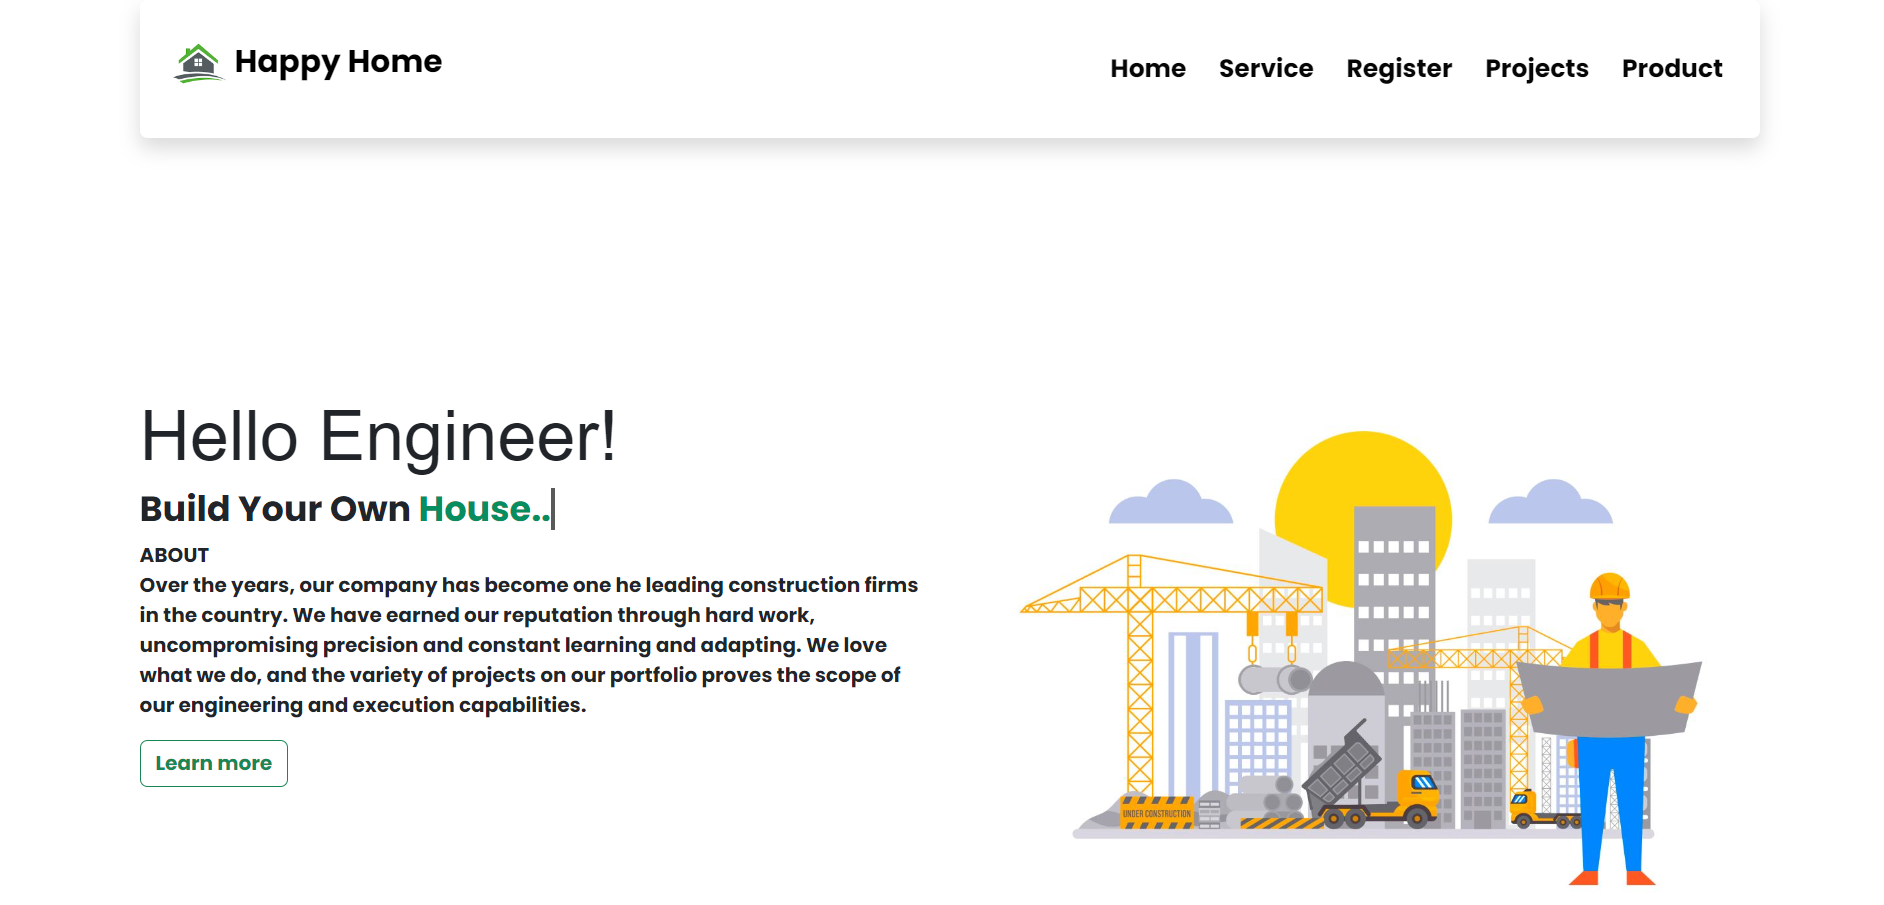 Happy Home
Home Service Register Projects Product
Hello Engineer!
Build Your Own House..
ABOUT
Over the years, our company has become one he leading construction firms
in the country. We have earned our reputation through hard work,
uncompromising precision and constant learning and adapting. We love
what we do, and the variety of projects on our portfolio proves the scope of
our engineering and execution capabilities.
Learn more
UNDER CONSTRUCTION